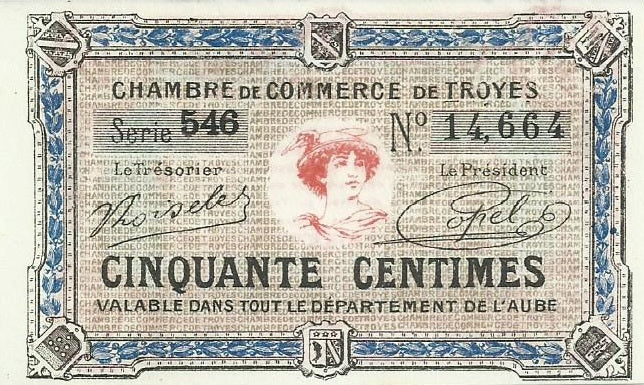 CHAMBRE DE COMMERCE DE TROYES
Serie 546 N.º 14,664
Le Trésorier Le Président
CINQUANTE CENTIMES
VALABLE DANS TOUT LE DÉPARTEMENT DE L'AUBE